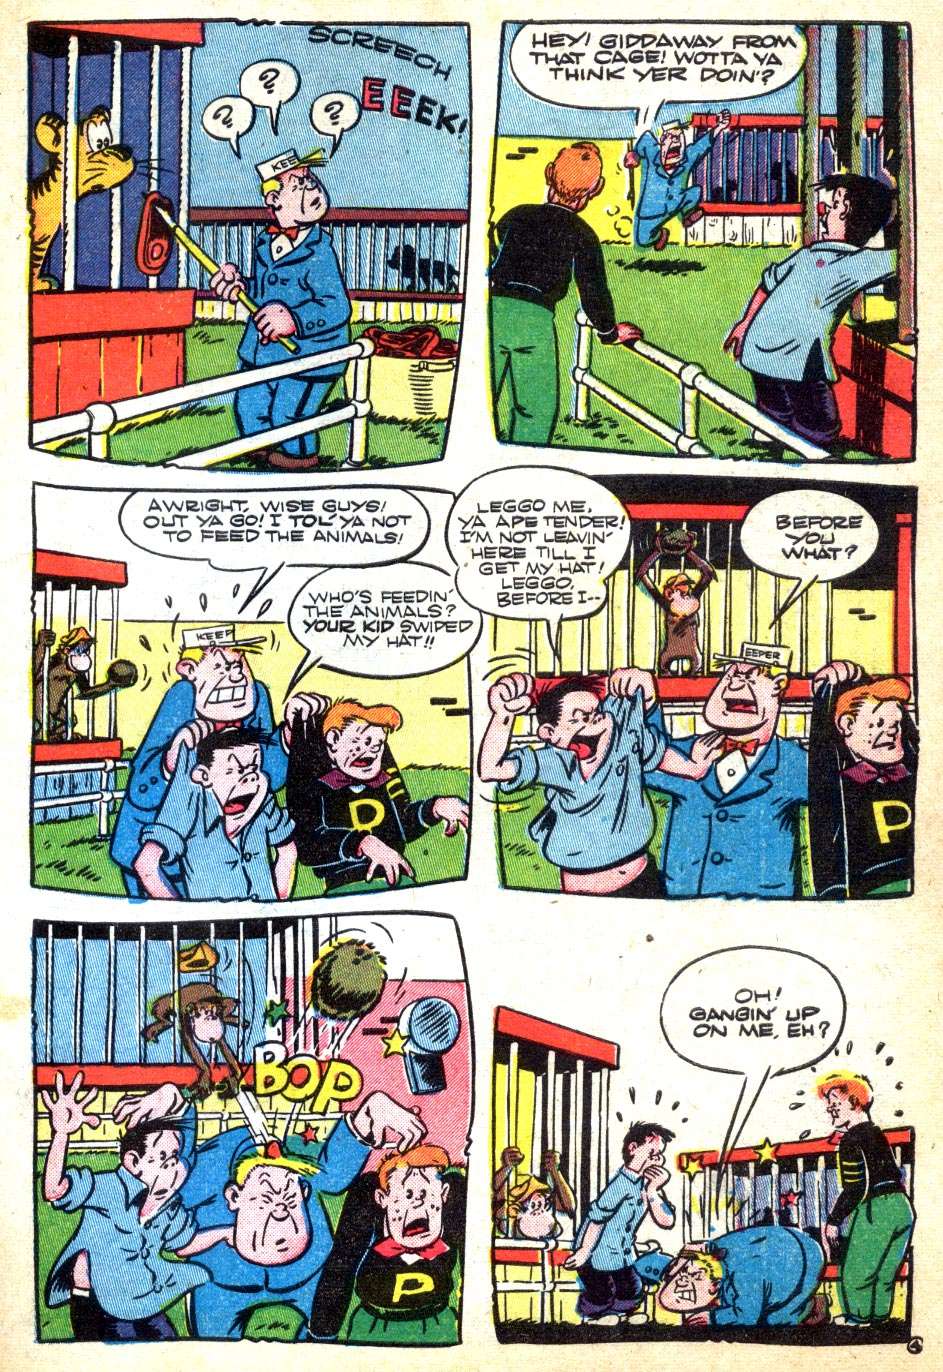 SCREECH
EEEEK!
?
?
?
KEEP
HEY! GIDDAWAY FROM
THAT CAGE! WOTTA YA
THINK YER DOIN'?
AWRIGHT, WISE GUYS!
OUT YA GO! I TOL' YA NOT
TO FEED THE ANIMALS!
WHO'S FEEDIN'
THE ANIMALS?
YOUR KID SWIPED
MY HAT!!
KEEP
P
LEGGO ME,
YA APE TENDER!
I'M NOT LEAVIN'
HERE TILL I
GET MY HAT!
LEGGO,
BEFORE I--
BEFORE
YOU
WHAT?
EEPER
P
BOP
P
OH!
GANGIN' UP
ON ME, EH?
4